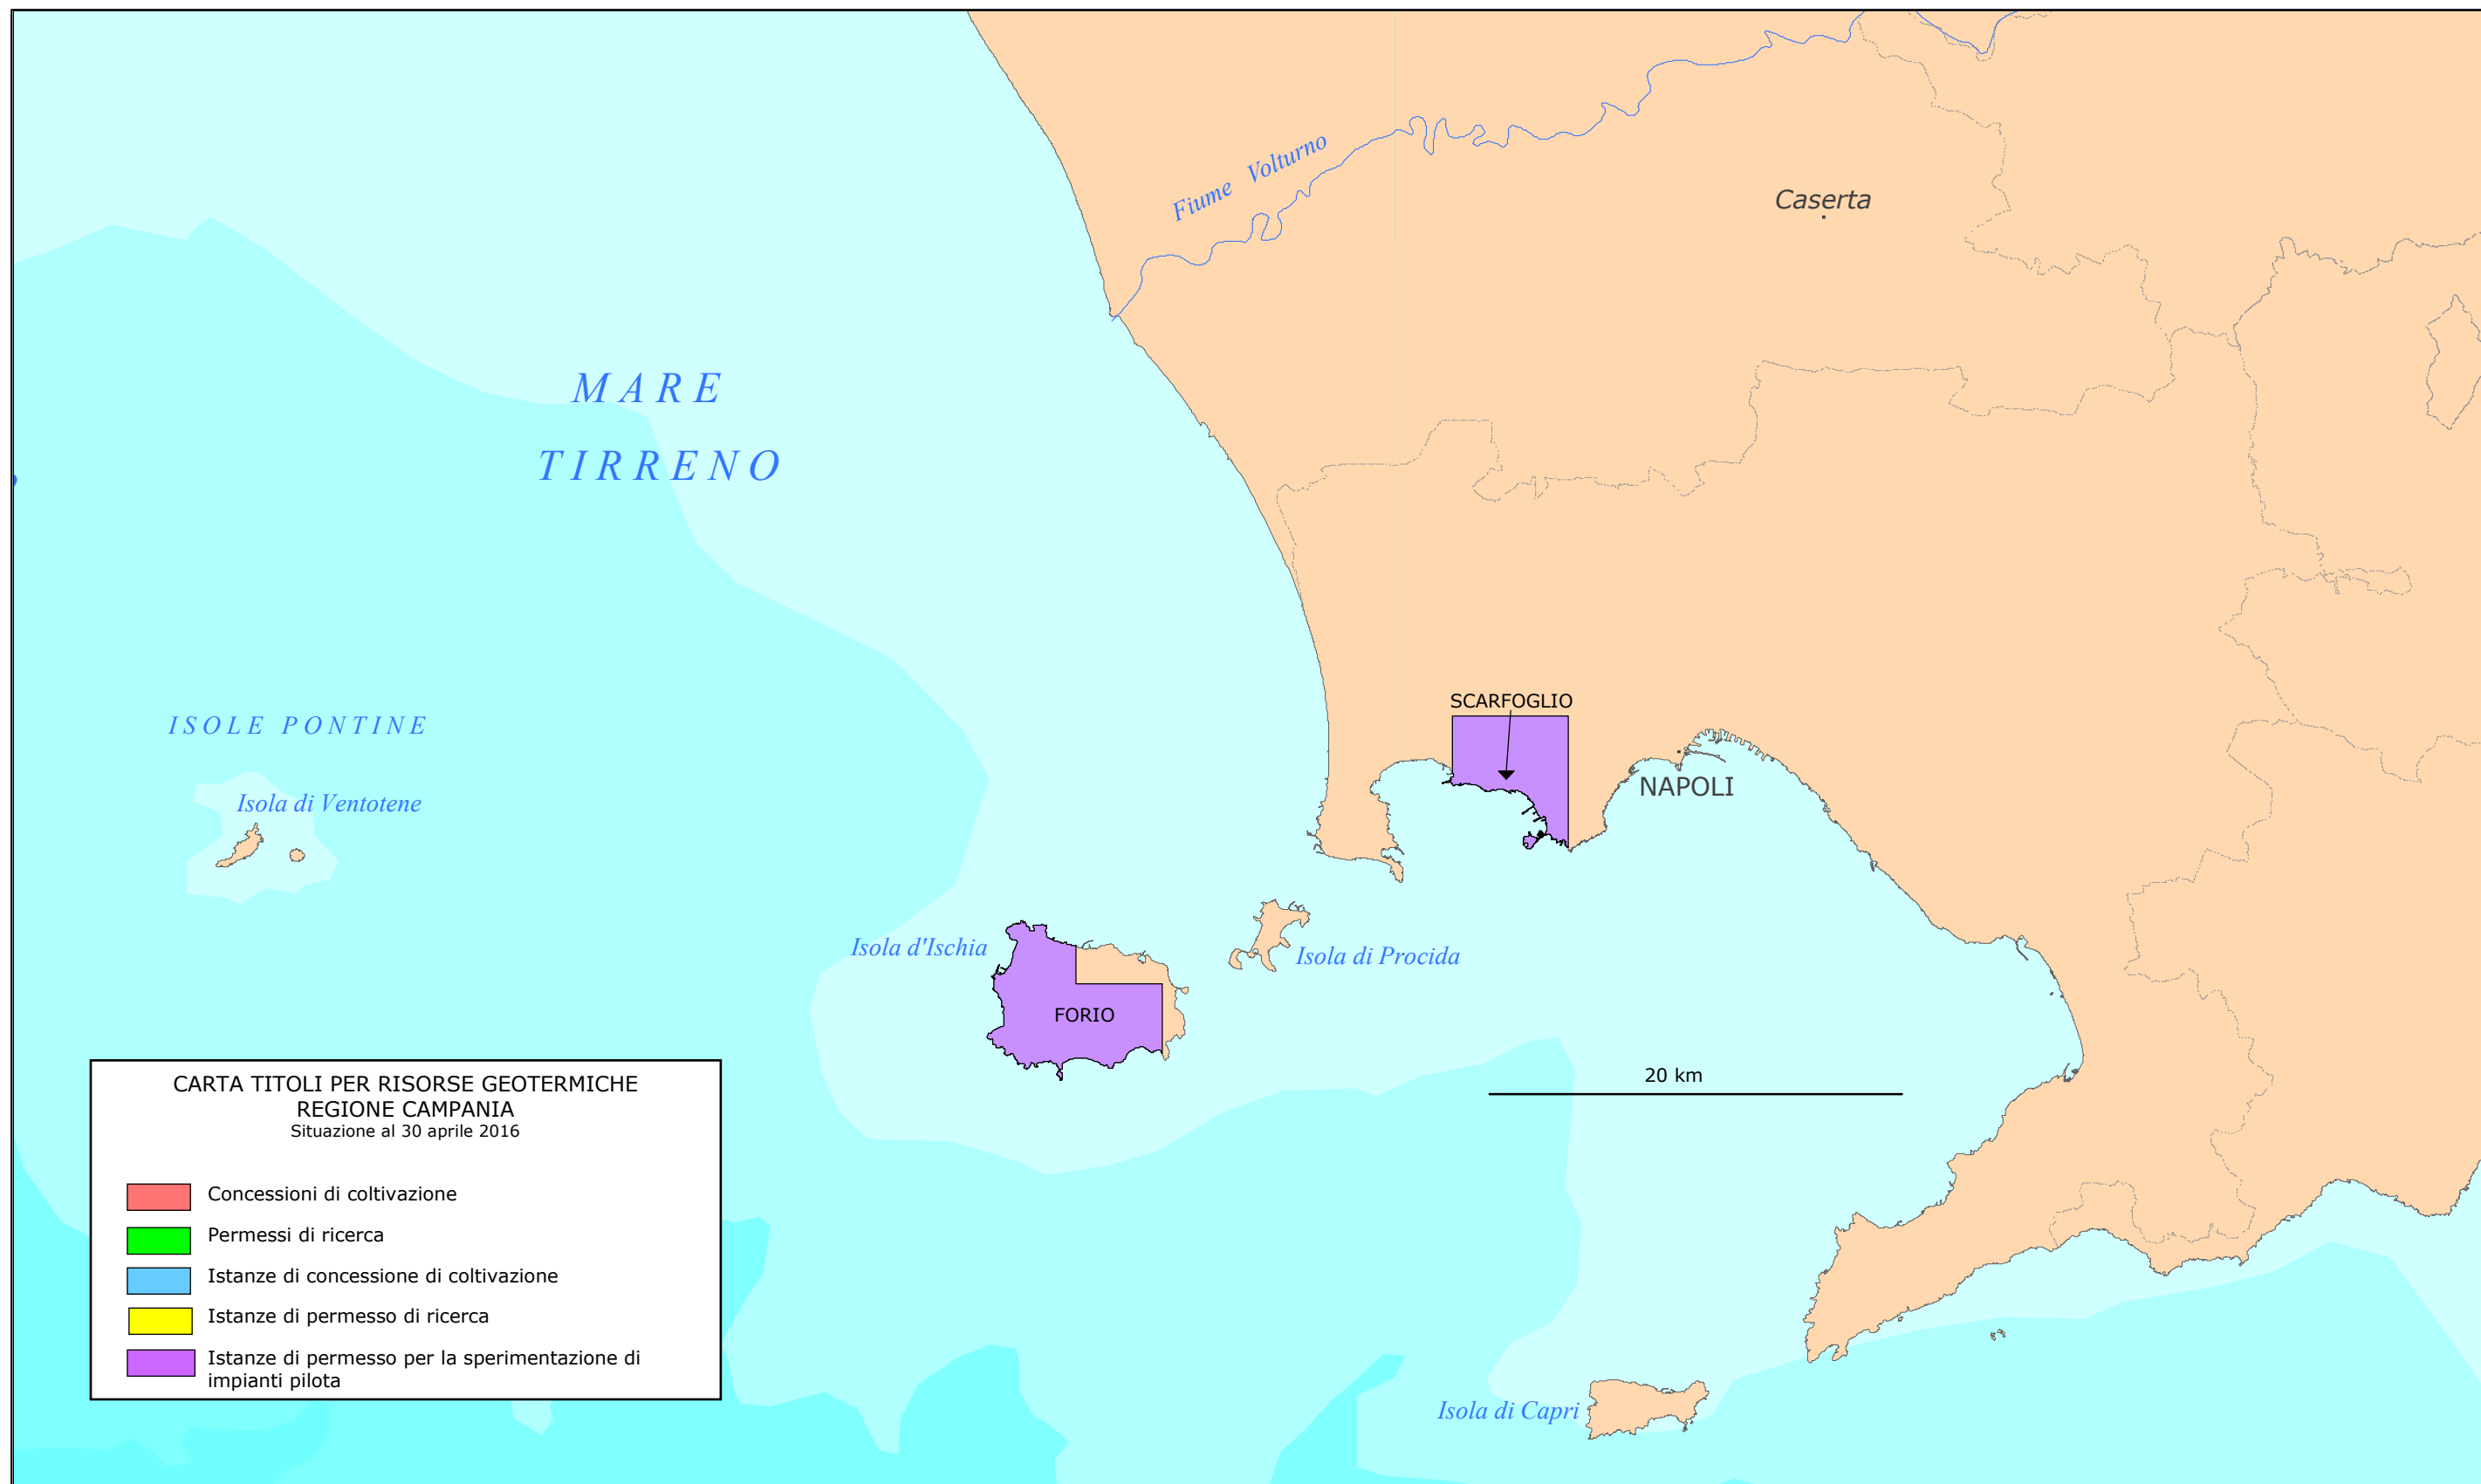 Fiume Volturno
Caserta
MARE
TIRRENO
SCARFOGLIO
ISOLE PONTINE
NAPOLI
Isola di Ventotene
Isola d'Ischia
Isola di Procida
FORIO
20 km
CARTA TITOLI PER RISORSE GEOTERMICHE
REGIONE CAMPANIA
Situazione al 30 aprile 2016
Concessioni di coltivazione
Permessi di ricerca
Istanze di concessione di coltivazione
Istanze di permesso di ricerca
Istanze di permesso per la sperimentazione di
impianti pilota
Isola di Capri